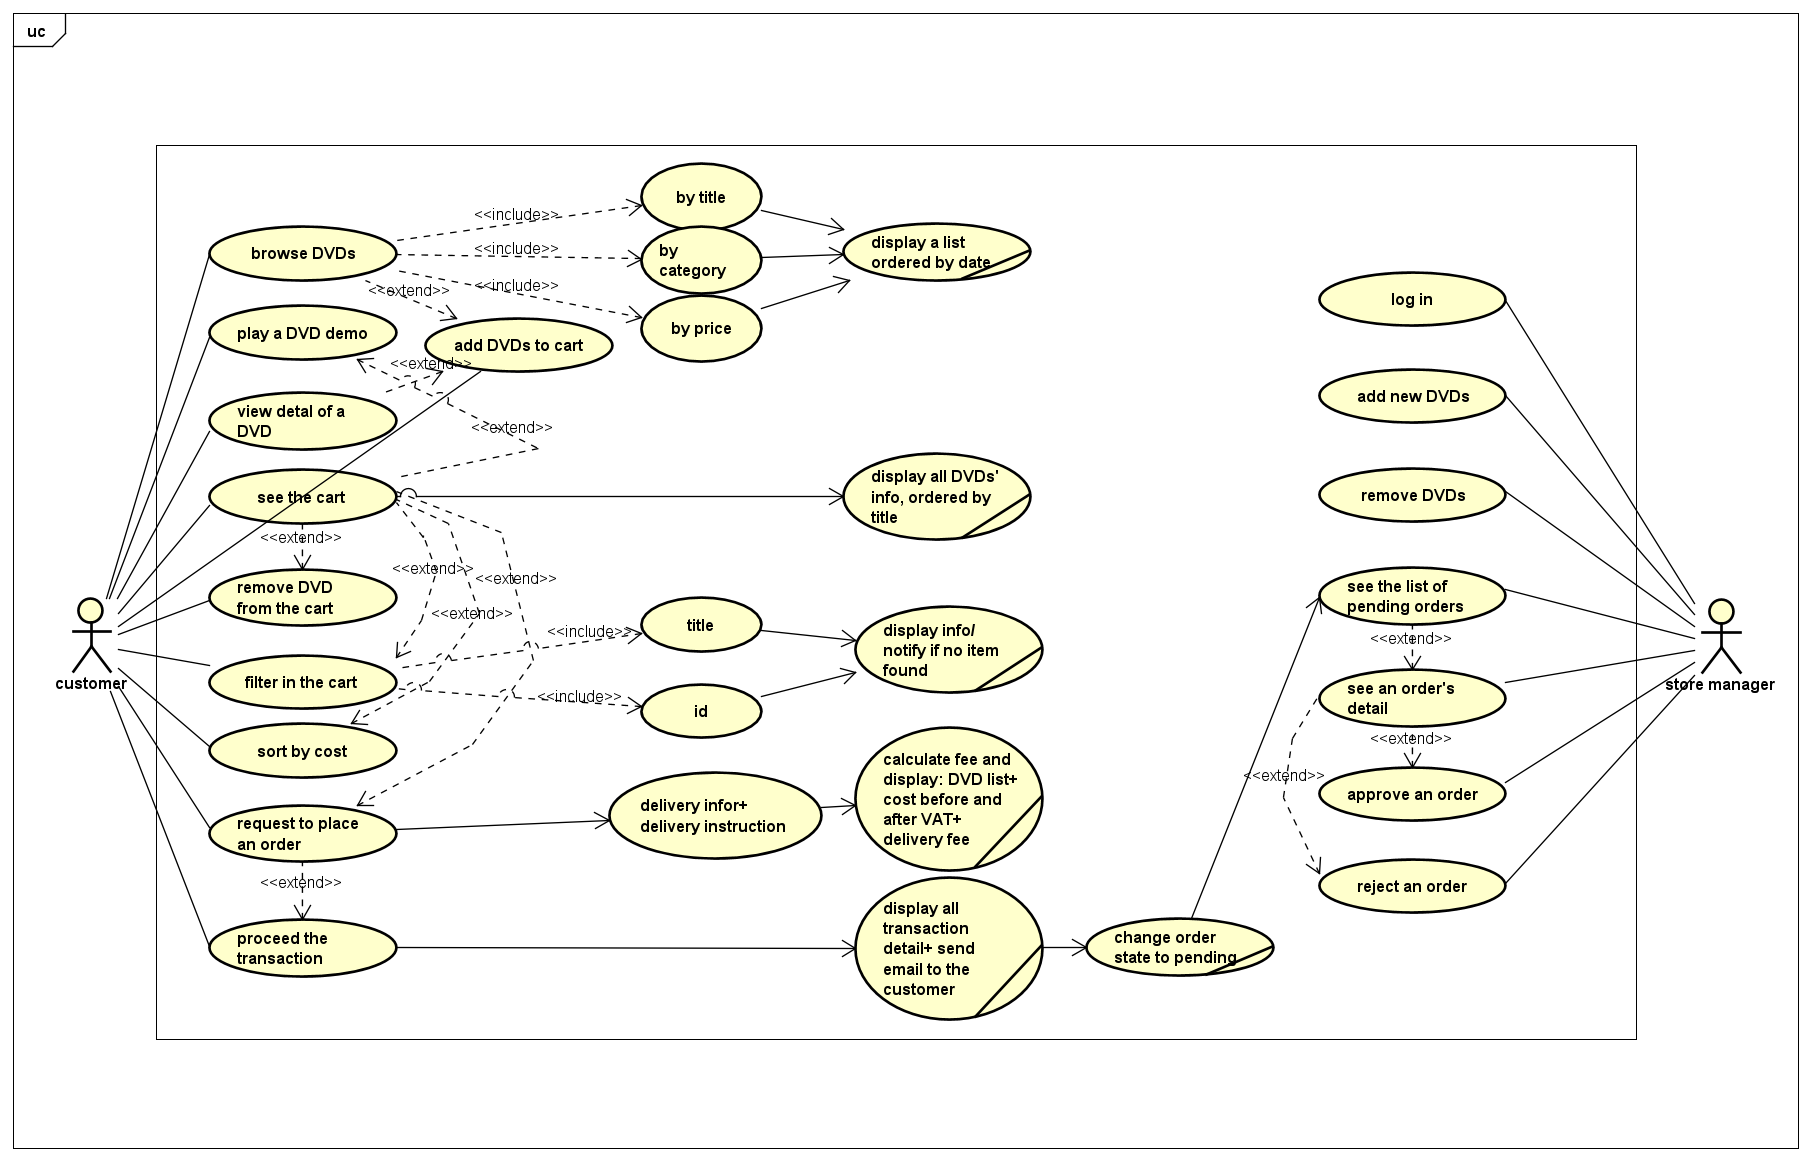 uc
browse DVDs
play a DVD demo
view detal of a
DVD
see the cart
remove DVD
from the cart
filter in the cart
sort by cost
request to place
an order
proceed the
transaction
customer
<<include>>
<<include>>
<<include>>
<<extend>>
<<extend>>
<<extend>>
<<extend>>
<<extend>>
<<extend>>
<<extend>>
<<include>>
<<include>>
<<extend>>
add DVDs to cart
by title
by
category
by price
display a list
ordered by date
display all DVDs'
info, ordered by
title
title
id
display info/
notify if no item
found
delivery infor+
delivery instruction
calculate fee and
display: DVD list+
cost before and
after VAT+
delivery fee
display all
transaction
detail+ send
email to the
customer
change order
state to pending
log in
add new DVDs
remove DVDs
see the list of
pending orders
<<extend>>
see an order's
detail
<<extend>>
<<extend>>
approve an order
reject an order
store manager